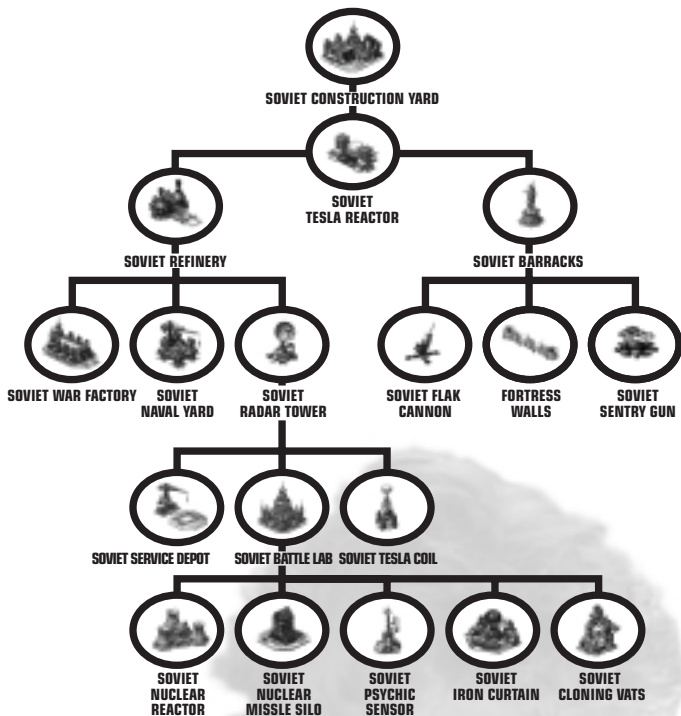 SOVIET CONSTRUCTION YARD
SOVIET
TESLA REACTOR
SOVIET REFINERY
SOVIET BARRACKS
SOVIET WAR FACTORY
SOVIET
NAVAL YARD
SOVIET
RADAR TOWER
SOVIET FLAK
CANNON
FORTRESS
WALLS
SOVIET
SENTRY GUN
SOVIET SERVICE DEPOT
SOVIET BATTLE LAB
SOVIET TESLA COIL
SOVIET
NUCLEAR
REACTOR
SOVIET
NUCLEAR
MISSLE SILO
SOVIET
PSYCHIC
SENSOR
SOVIET
IRON CURTAIN
SOVIET
CLONING VATS